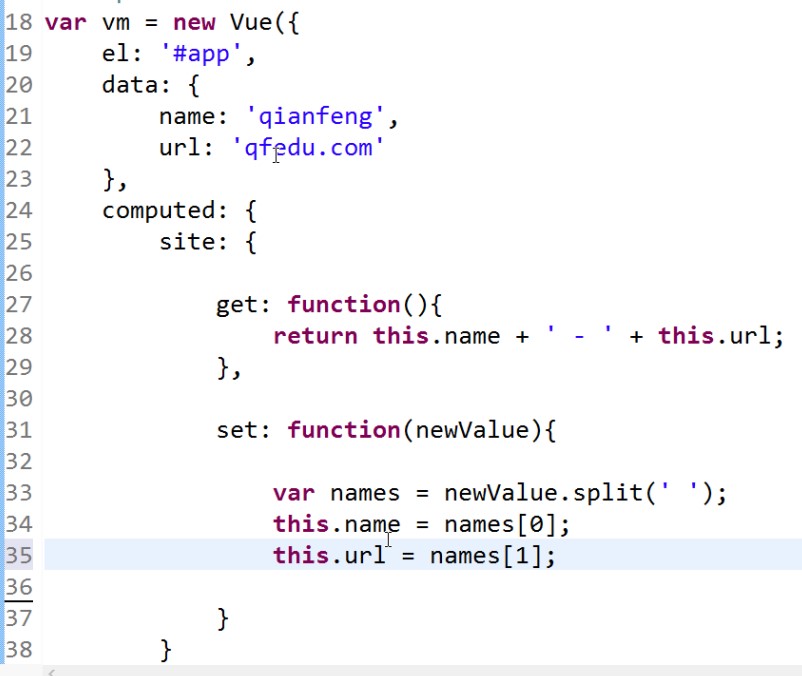 18 var vm = new Vue({
19     el: '#app',
20     data: {
21         name: 'qianfeng',
22         url: 'qfedu.com'
23     },
24     computed: {
25         site: {
26
27             get: function(){
28                 return this.name + ' - ' + this.url;
29             },
30
31             set: function(newValue){
32
33                 var names = newValue.split(' ');
34                 this.name = names[0];
35                 this.url = names[1];
36
37             }
38         }